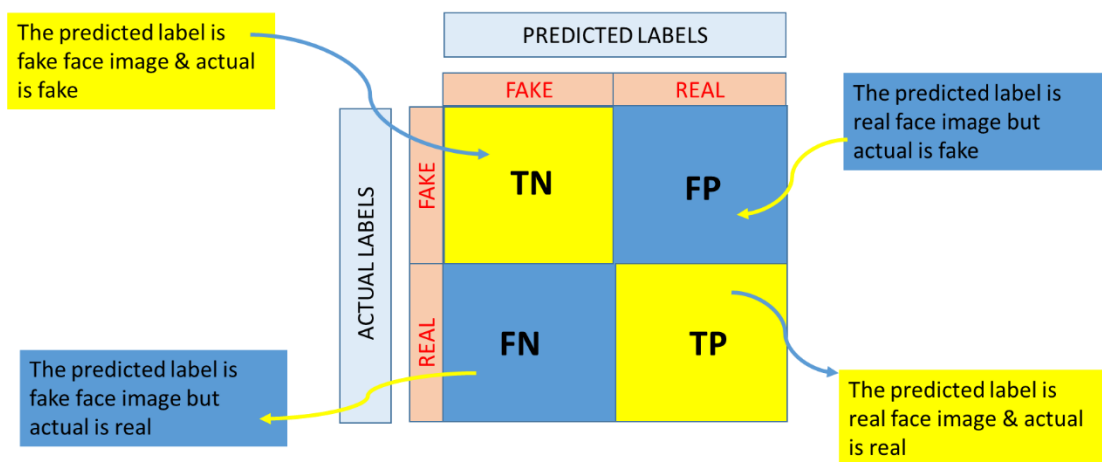 The predicted label is
fake face image & actual
is fake
PREDICTED LABELS
FAKE
REAL
The predicted label is
real face image but
actual is fake
ACTUAL LABELS
FAKE
TN
FP
REAL
FN
TP
The predicted label is
fake face image but
actual is real
The predicted label is
real face image & actual
is real